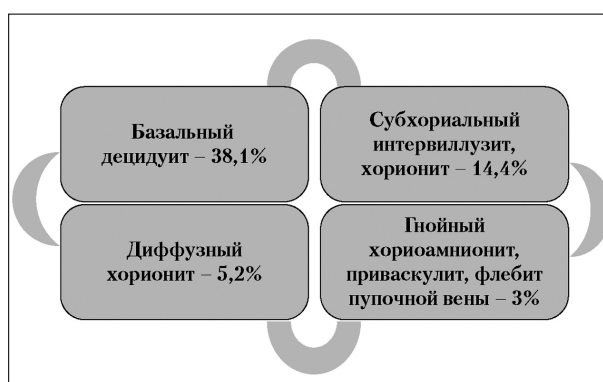 Базальный
децидуит – 38,1%
Субхориальный
интервиллузит,
хорионит – 14,4%
Диффузный
хорионит – 5,2%
Гнойный
хориоамнионит,
приваскулит, флебит
пупочной вены – 3%